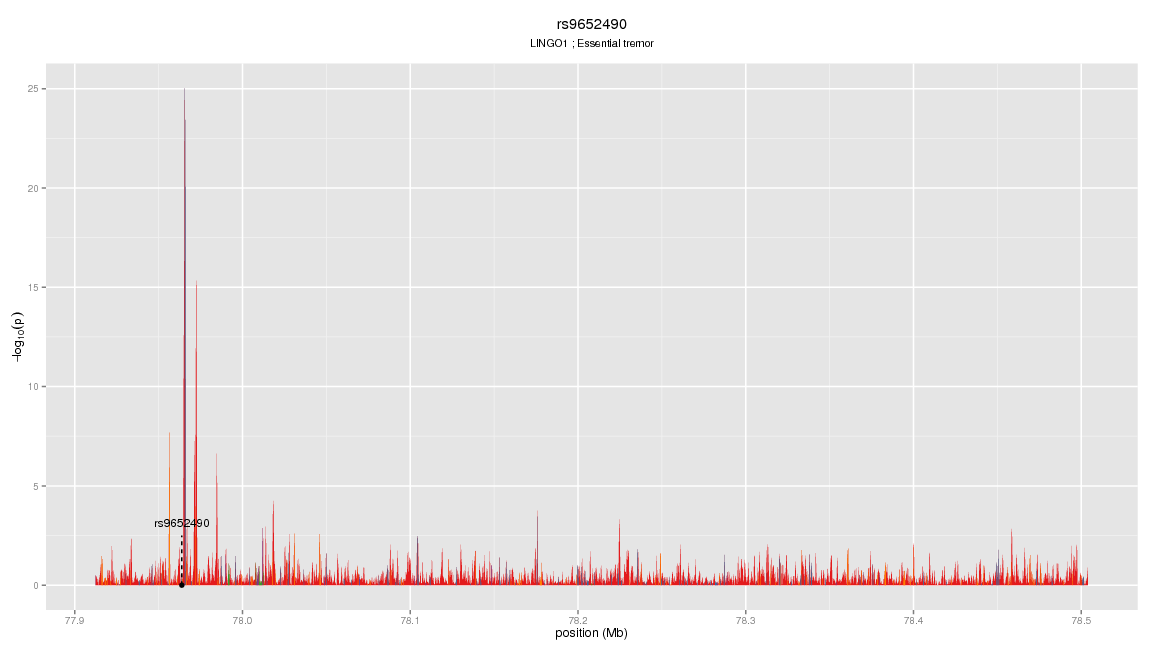 rs9652490
LINGO1 ; Essential tremor
25
20
15
10
5
0
−log10(p)
rs9652490
77.9 78.0 78.1 78.2 78.3 78.4 78.5
position (Mb)